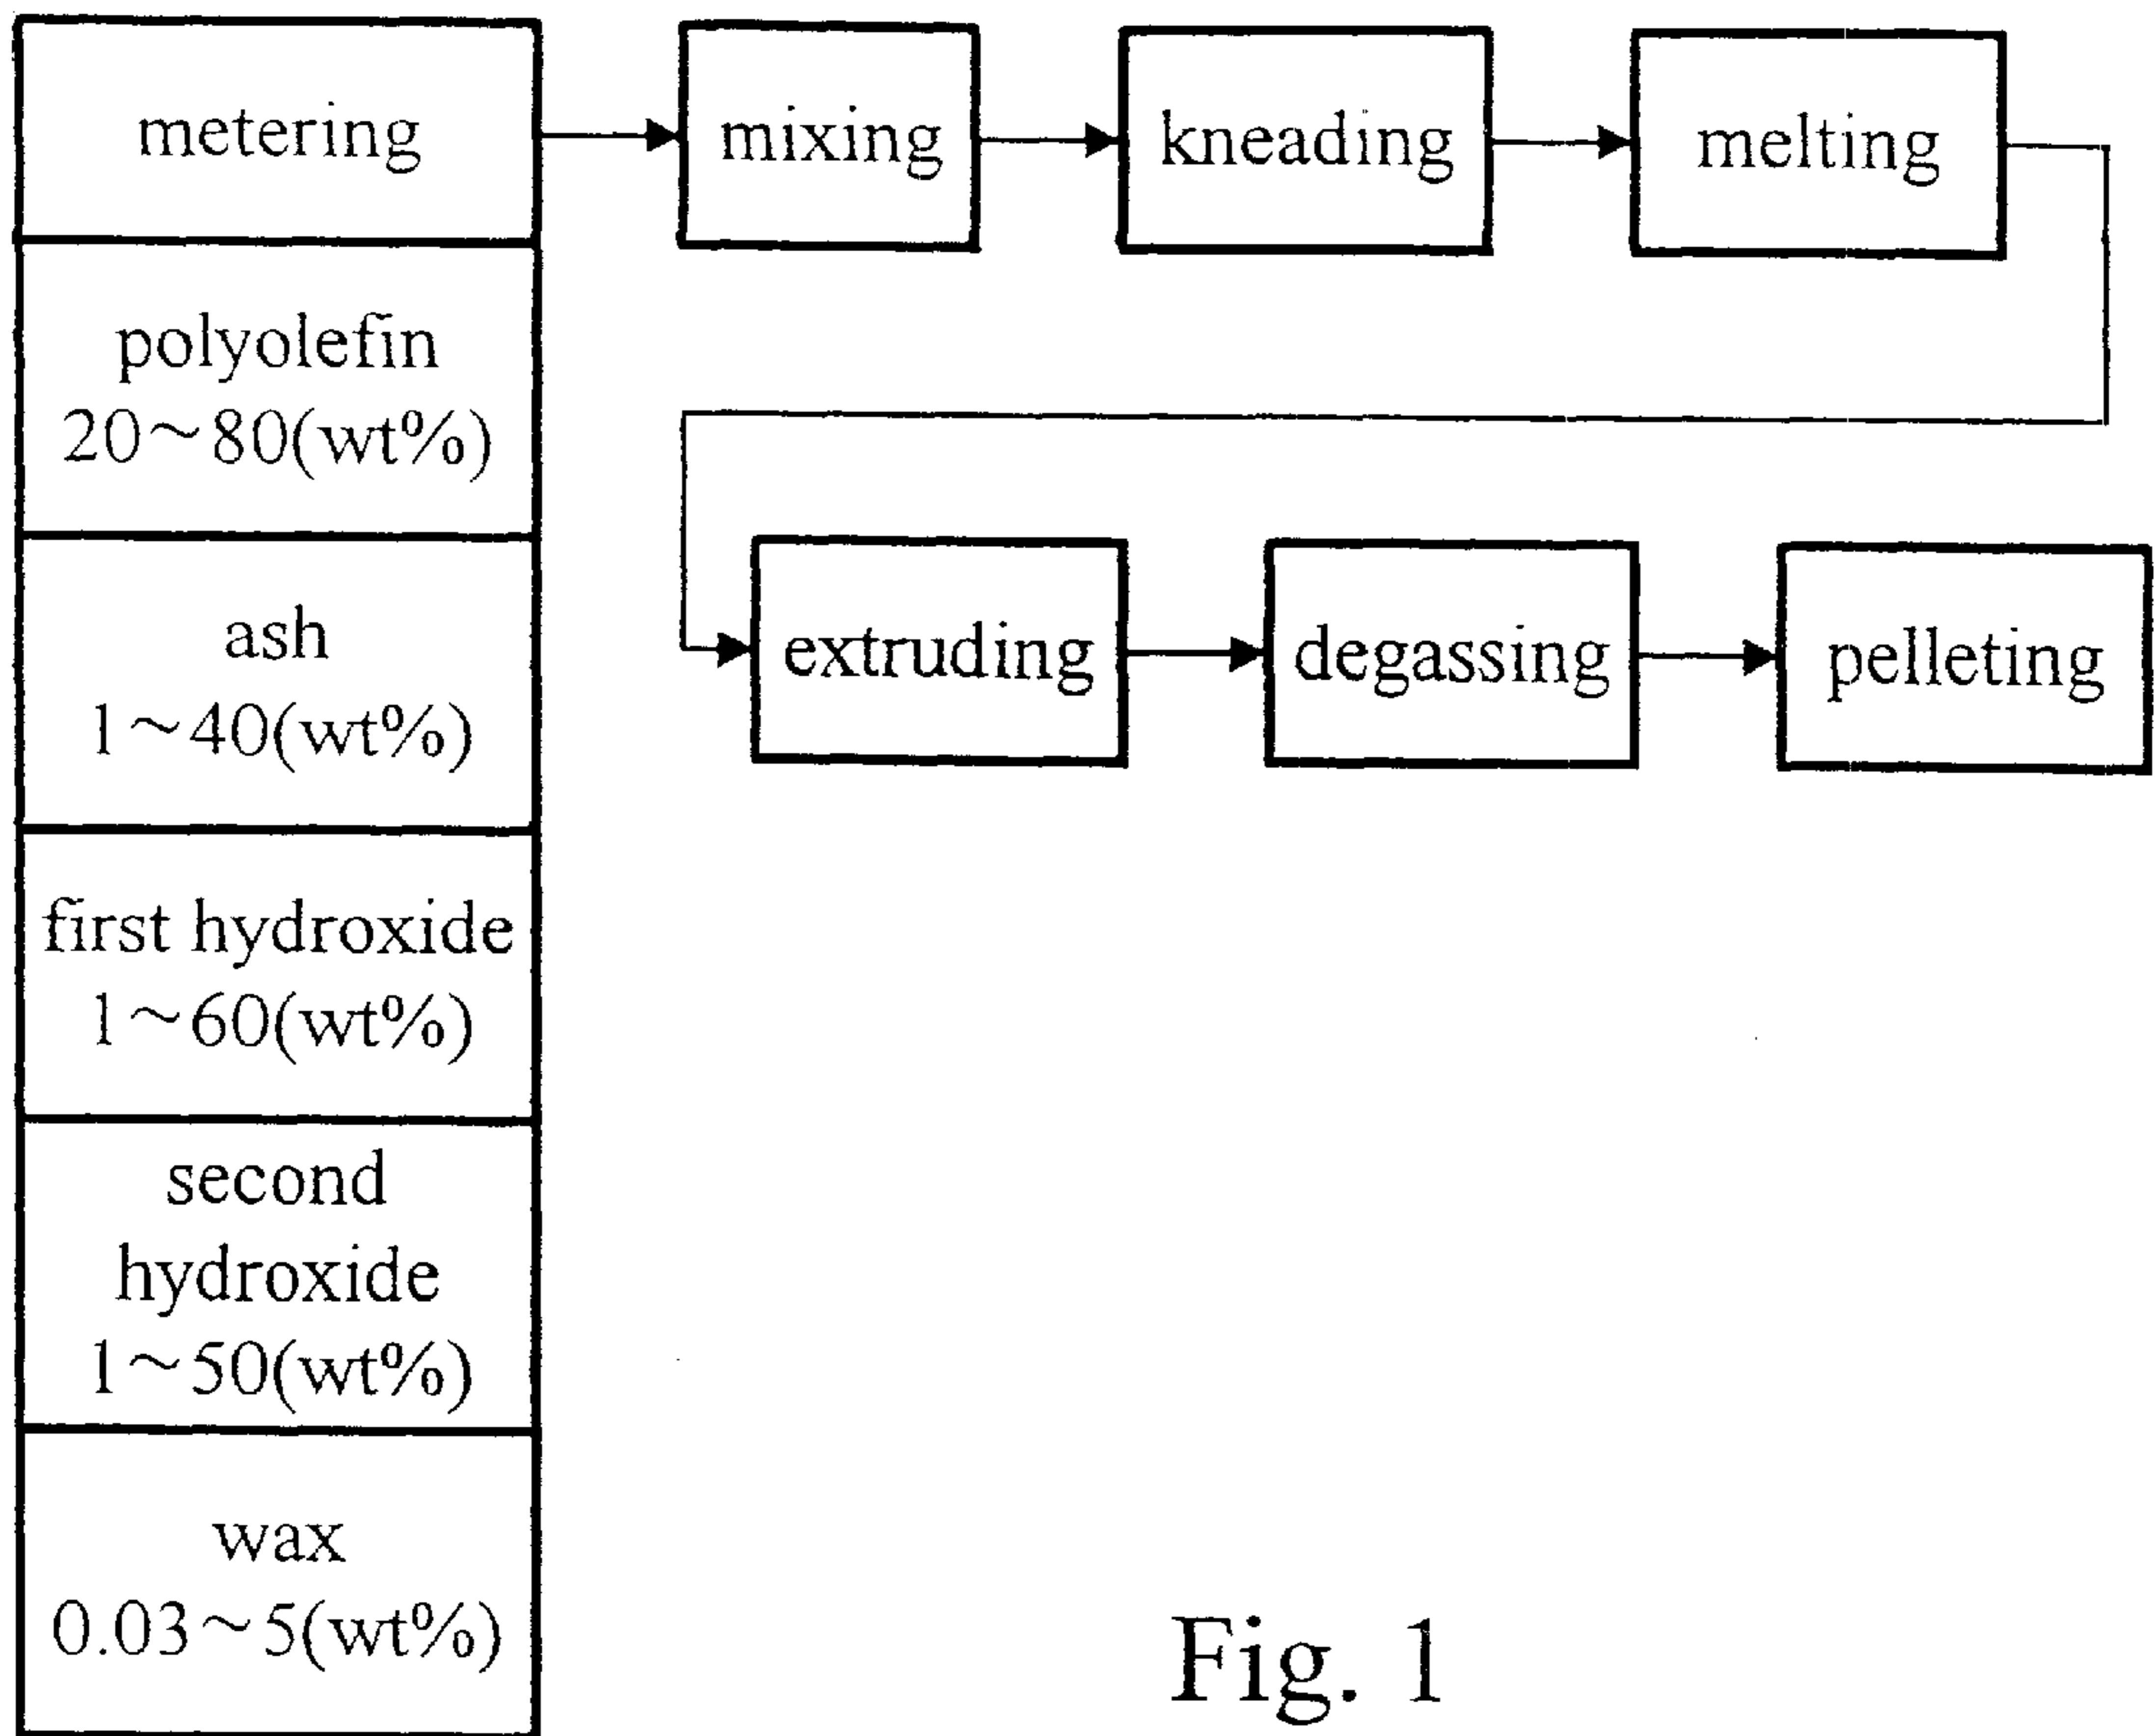 metering
mixing
kneading
melting
polyolefin
20~80(wt%)
ash
1~40(wt%)
extruding
degassing
pelleting
first hydroxide
1~60(wt%)
second
hydroxide
1~50(wt%)
wax
0.03~5(wt%)
Fig. 1